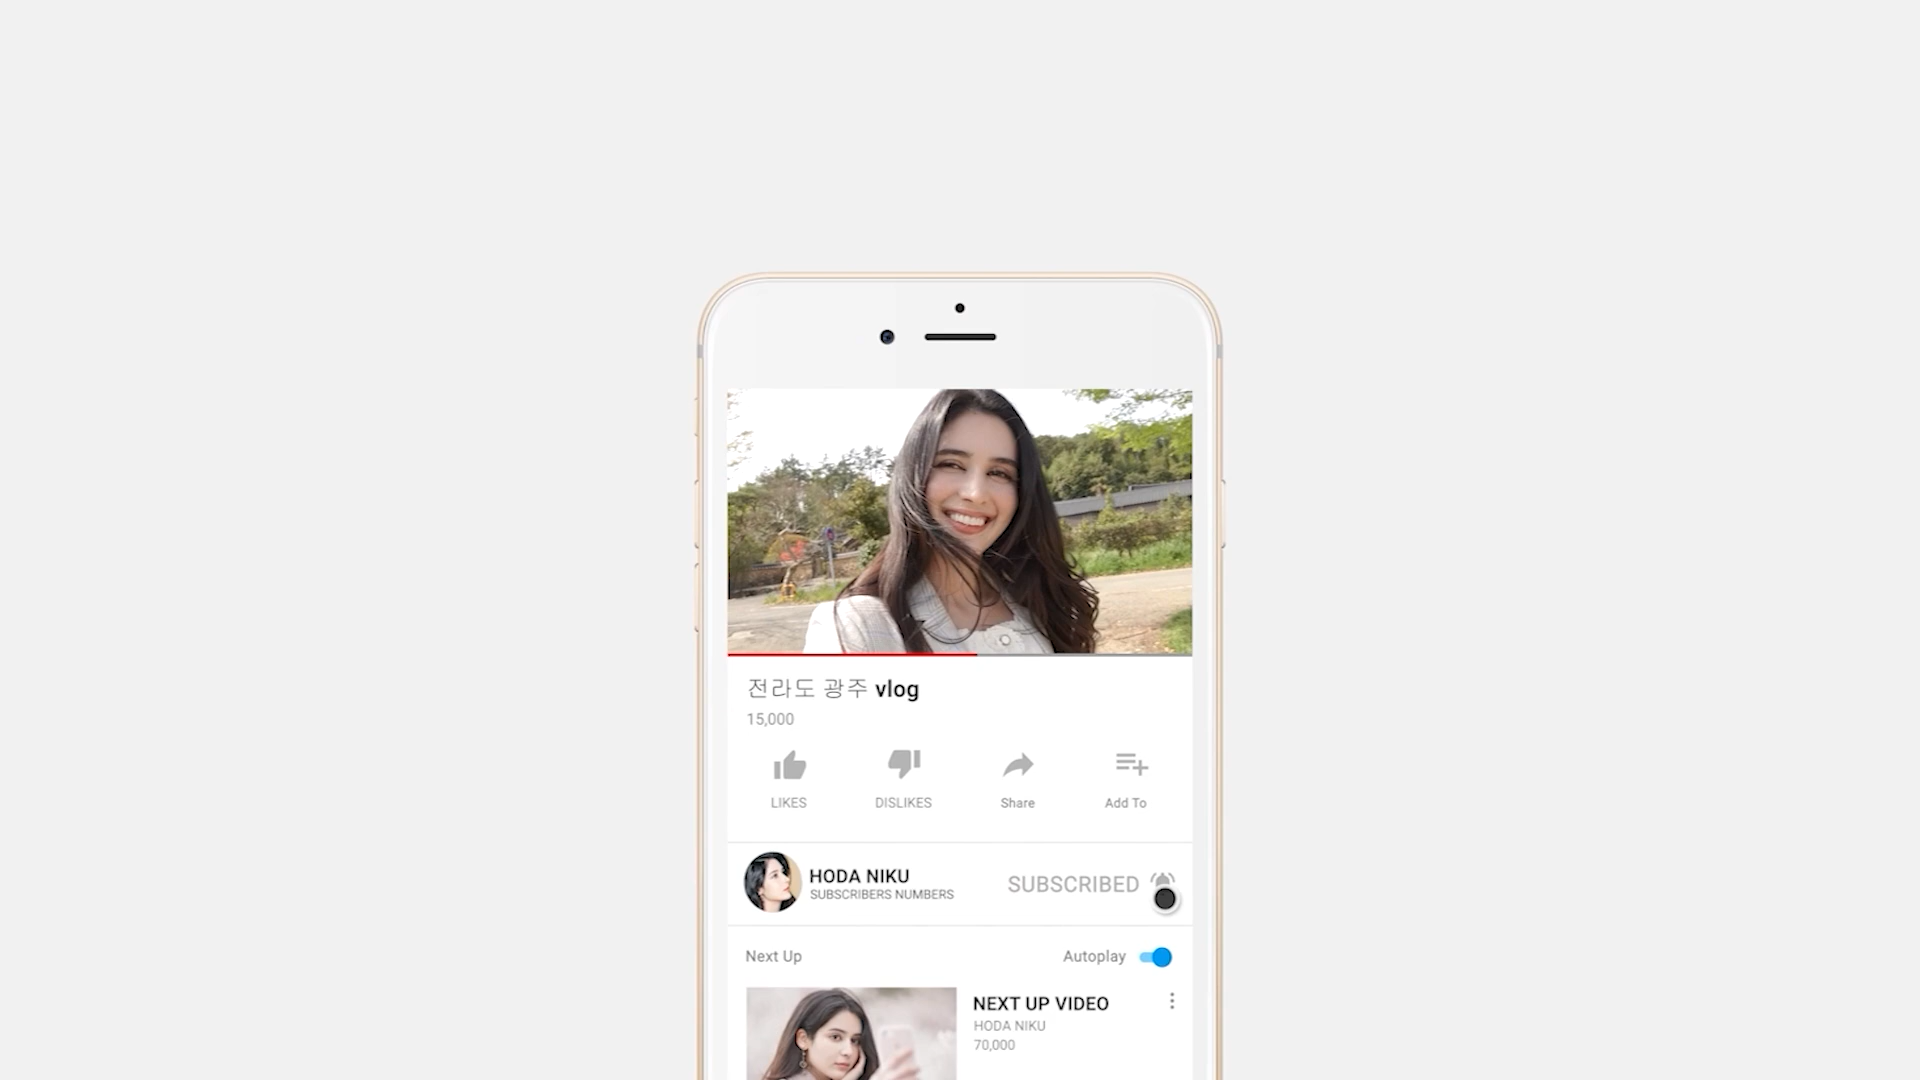 전라도 광주 vlog
15,000
LIKES DISLIKES Share Add To
HODA NIKU
SUBSCRIBERS NUMBERS
SUBSCRIBED
Next Up Autoplay
NEXT UP VIDEO
HODA NIKU
70,000